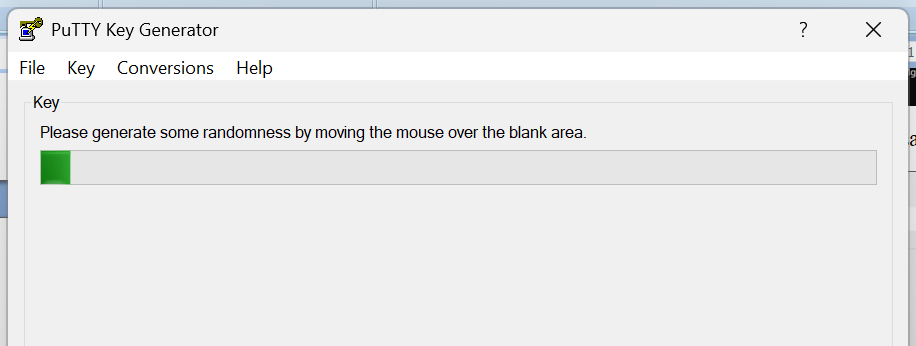 PuTTY Key Generator ?
1
File Key Conversions Help
Key
Please generate some randomness by moving the mouse over the blank area.